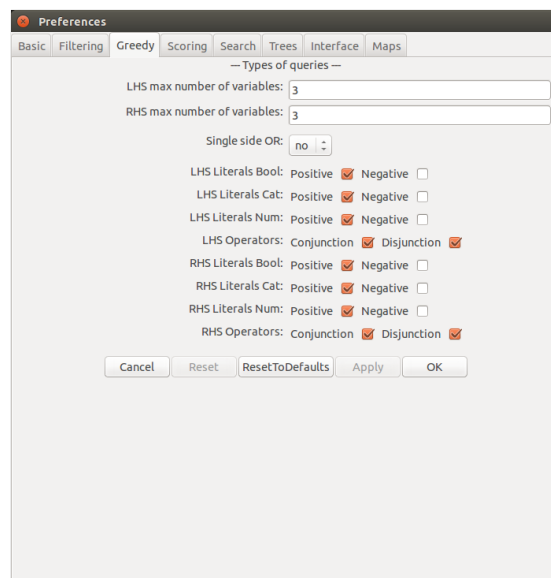 Preferences
Basic Filtering Greedy Scoring Search Trees Interface Maps
— Types of queries —
LHS max number of variables: 3
RHS max number of variables: 3
Single side OR: no
LHS Literals Bool: Positive Negative
LHS Literals Cat: Positive Negative
LHS Literals Num: Positive Negative
LHS Operators: Conjunction Disjunction
RHS Literals Bool: Positive Negative
RHS Literals Cat: Positive Negative
RHS Literals Num: Positive Negative
RHS Operators: Conjunction Disjunction
Cancel Reset ResetToDefaults Apply OK